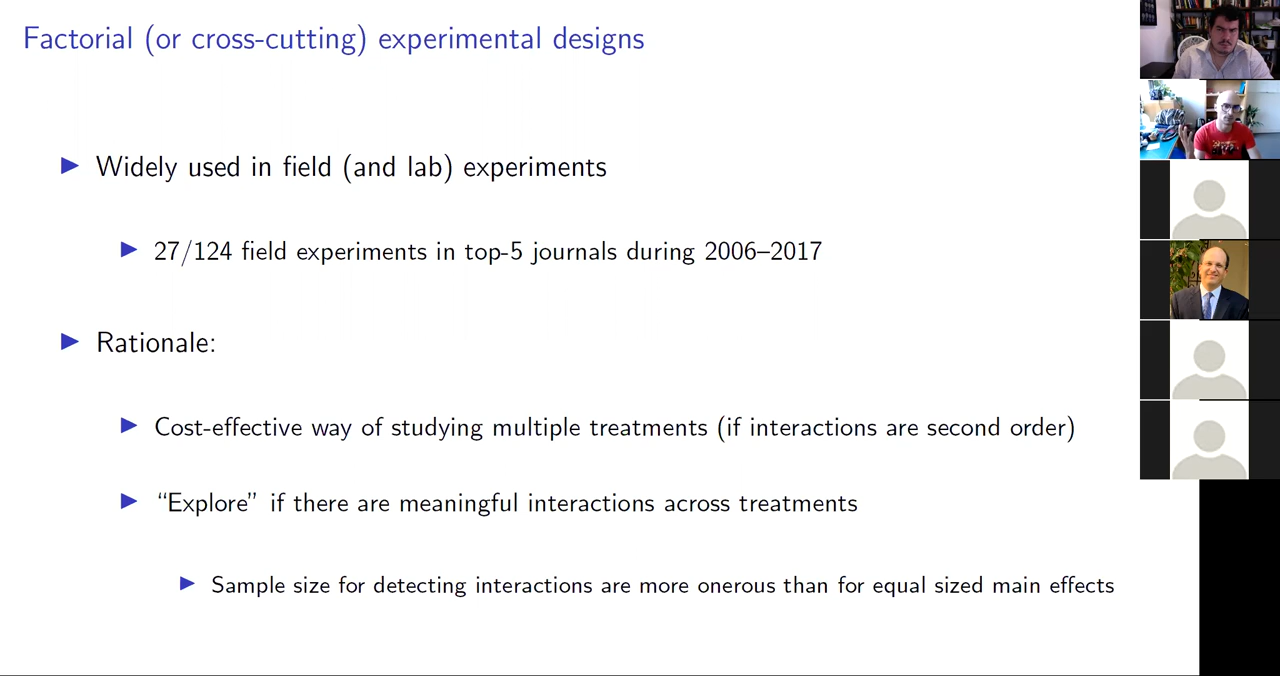 Factorial (or cross-cutting) experimental designs
Widely used in field (and lab) experiments
27/124 field experiments in top-5 journals during 2006–2017
Rationale:
Cost-effective way of studying multiple treatments (if interactions are second order)
“Explore” if there are meaningful interactions across treatments
Sample size for detecting interactions are more onerous than for equal sized main effects